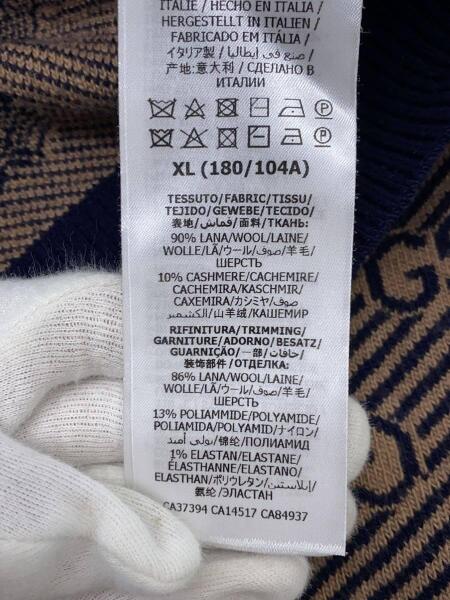 ITALIE / HECHO EN ITALIA /
HERGESTELLT IN ITALIEN /
FABRICADO EM ITÁLIA /
イタリア製 / صنع في إيطاليا /
产地:意大利 / СДЕЛАНО В
ИТАЛИИ
XL (180/104A)
TESSUTO/FABRIC/TISSU/
TEJIDO/GEWEBE/TECIDO/
表地/قماش/面料/ТКАНЬ:
90% LANA/WOOL/LAINE/
WOLLE/LÃ/ウール/صوف/羊毛/
ШЕРСТЬ
10% CASHMERE/CACHEMIRE/
CACHEMIRA/KASCHMIR/
CAXEMIRA/カシミヤ/صوف
الكشمير/山羊绒/КАШЕМИР
RIFINITURA/TRIMMING/
GARNITURE/ADORNO/BESATZ/
GUARNIÇÃO/一部/حافات/
装饰部件/ОТДЕЛКА:
86% LANA/WOOL/LAINE/
WOLLE/LÃ/ウール/صوف/羊毛/
ШЕРСТЬ
13% POLIAMMIDE/POLYAMIDE/
POLIAMIDA/POLYAMID/ナイロン/
بولي أميد/锦纶/ПОЛИАМИД
1% ELASTAN/ELASTANE/
ÉLASTHANNE/ELASTANO/
ELASTHAN/ポリウレタン/إيلاستين/
氨纶/ЭЛАСТАН
CA37394 CA14517 CA84937